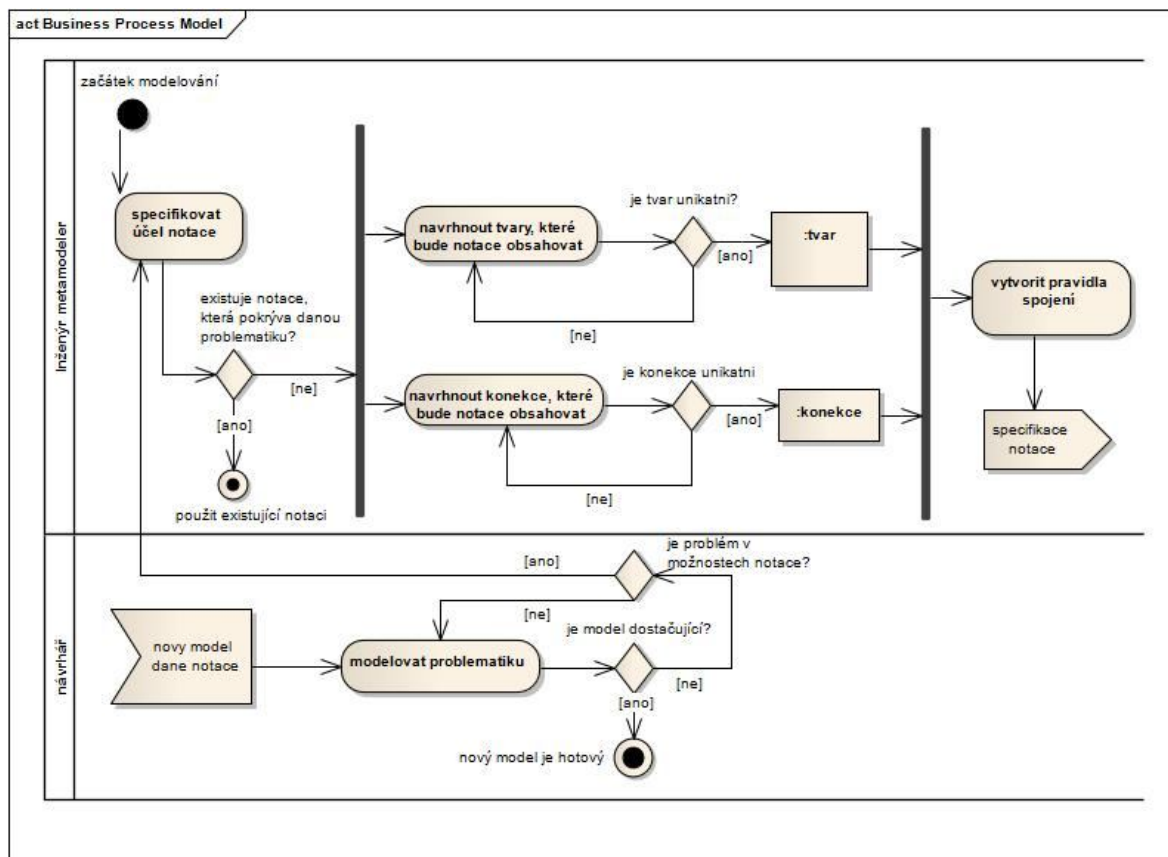 act Business Process Model
Inženýr metamodeler
začátek modelování
specifikovat
účel notace
existuje notace,
která pokrýva danou
problematiku?
[ne]
[ano]
použit existující notaci
navrhnout tvary, které
bude notace obsahovat
je tvar unikatni?
[ano]
[ne]
:tvar
navrhnout konekce, které
bude notace obsahovat
je konekce unikatni
[ano]
[ne]
:konekce
vytvorit pravidla
spojení
specifikace
notace
návrhář
[ano]
je problém v
možnostech notace?
[ne]
novy model
dane notace
modelovat problematiku
je model dostačující?
[ne]
[ano]
nový model je hotový